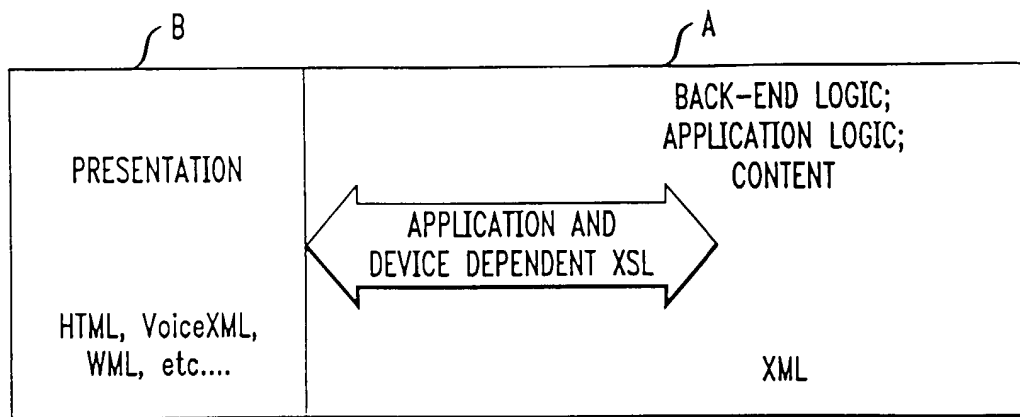 B
A
PRESENTATION
HTML, VoiceXML,
WML, etc....
APPLICATION AND
DEVICE DEPENDENT XSL
BACK-END LOGIC;
APPLICATION LOGIC;
CONTENT
XML